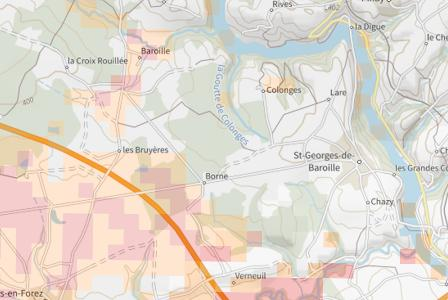 Rives
L402
la Digue
Baroille
la Croix Rouillée
la Goutte de Colonges
Colonges
Lare
400
les Bruyères
St-Georges-de-
Baroille
les Grandes Co
Borne
Chazy
Verneuil
s-en-Forez